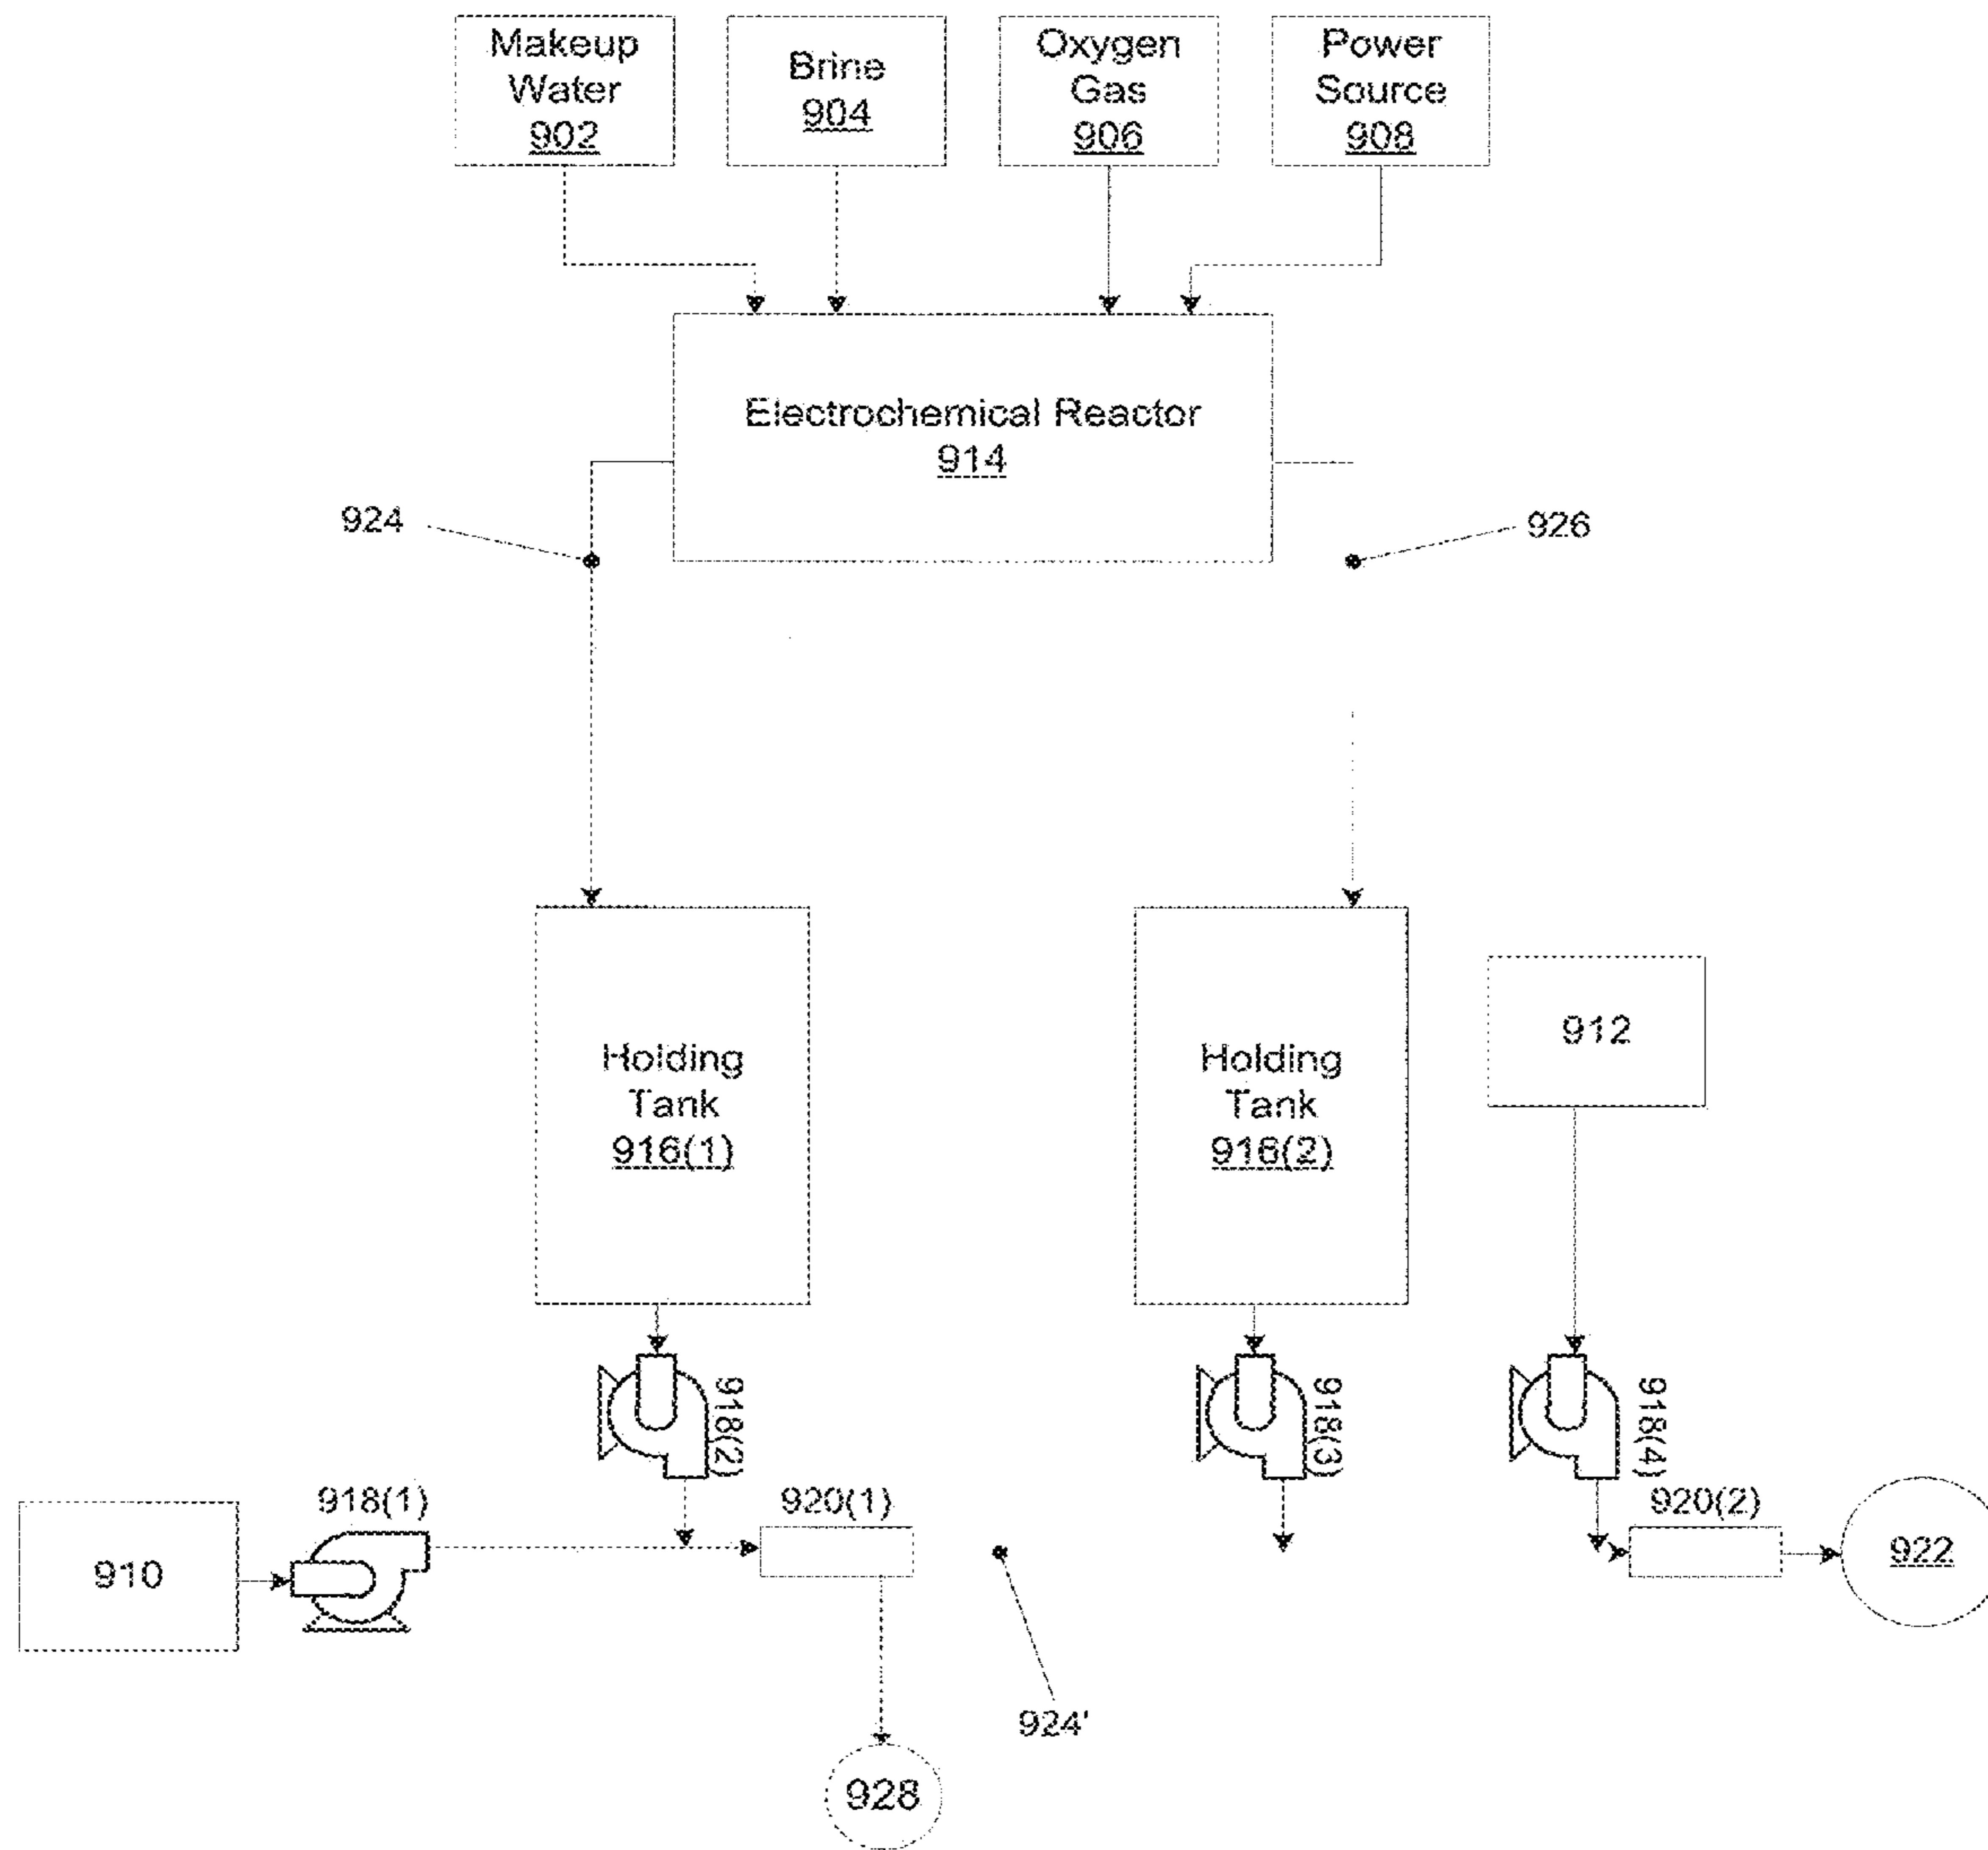 Makeup
Water
902
Brine
904
Oxygen
Gas
906
Power
Source
908
Electrochemical Reactor
914
924
926
Holding
Tank
916(1)
Holding
Tank
916(2)
912
918(2)
918(3)
918(4)
918(1)
920(1)
920(2)
910
922
924'
928